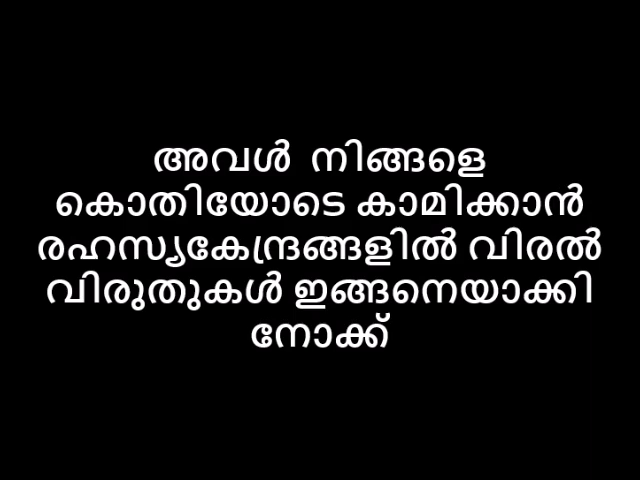 അവൾ നിങ്ങളെ
കൊതിയോടെ കാമിക്കാൻ
രഹസ്യകേന്ദ്രങ്ങളിൽ വിരൽ
വിരുതുകൾ ഇങ്ങനെയാക്കി
നോക്ക്